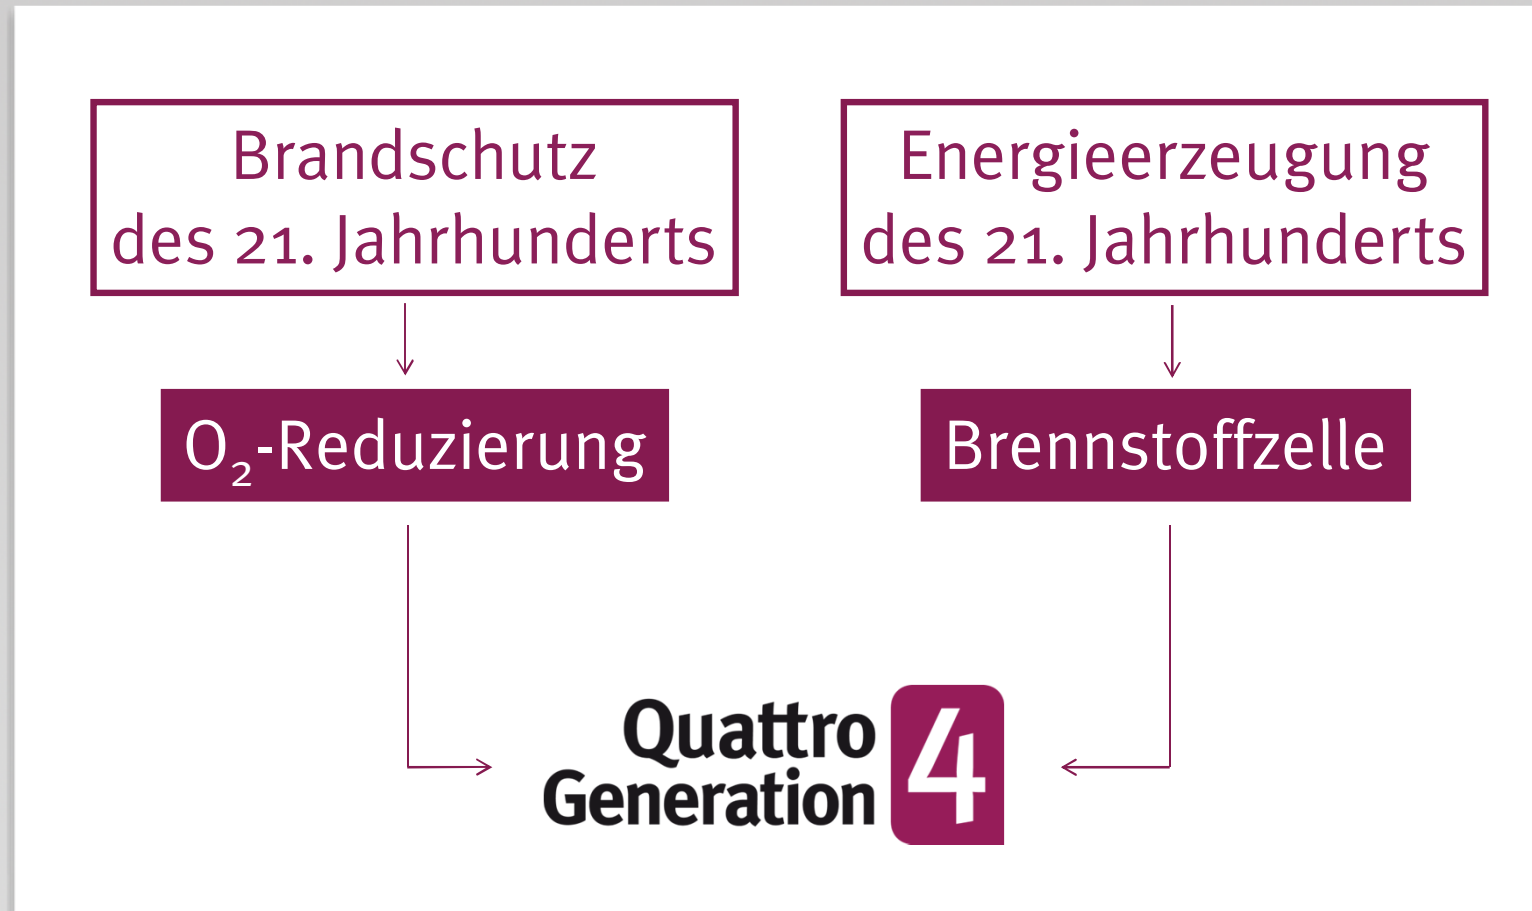 Brandschutz
des 21. Jahrhunderts
Energieerzeugung
des 21. Jahrhunderts
O₂-Reduzierung
Brennstoffzelle
Quattro
Generation
4